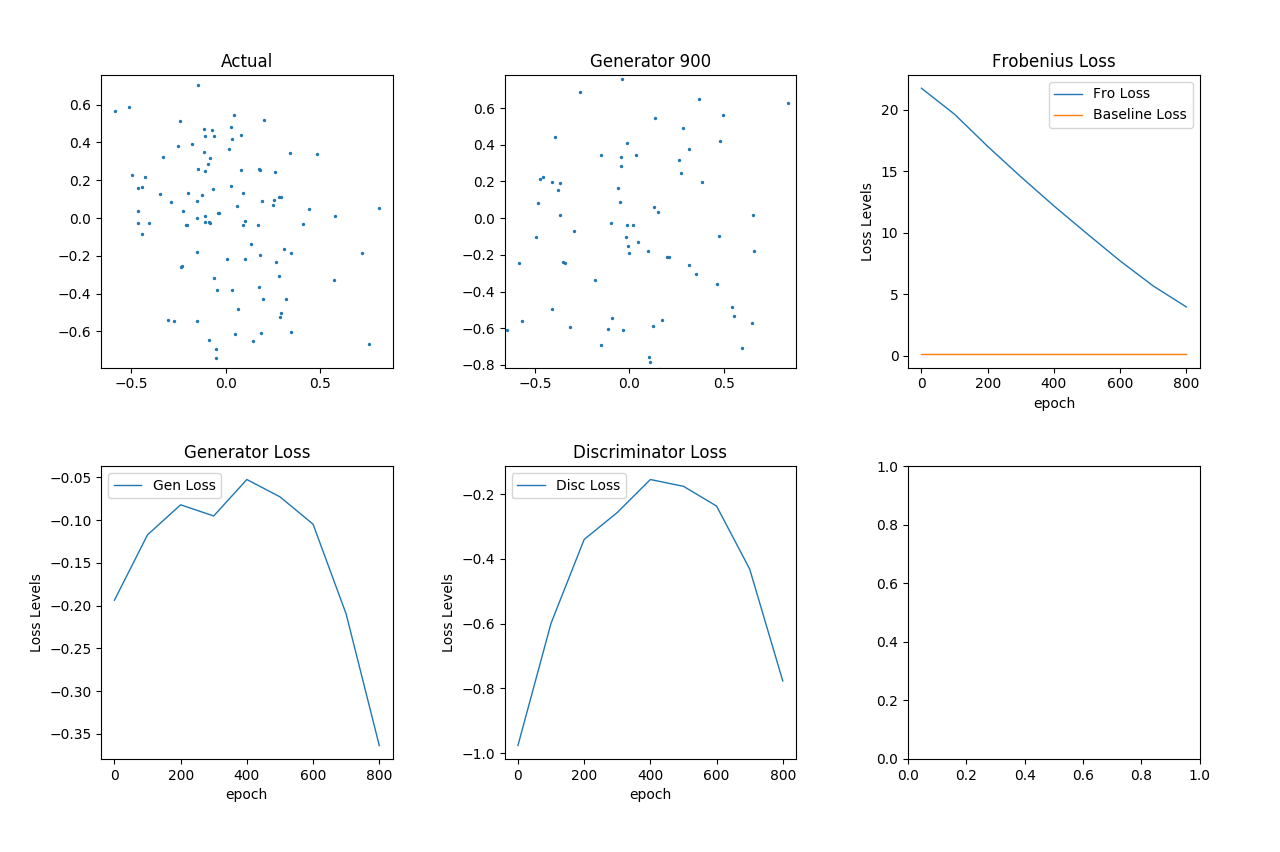 Actual
0.6
0.4
0.2
0.0
−0.2
−0.4
−0.6
−0.5 0.0 0.5
Generator 900
0.6
0.4
0.2
0.0
−0.2
−0.4
−0.6
−0.8
−0.5 0.0 0.5
Frobenius Loss
Fro Loss
Baseline Loss
Loss Levels
20
15
10
5
0
0 200 400 600 800
epoch
Generator Loss
Gen Loss
Loss Levels
−0.05
−0.10
−0.15
−0.20
−0.25
−0.30
−0.35
0 200 400 600 800
epoch
Discriminator Loss
Disc Loss
Loss Levels
−0.2
−0.4
−0.6
−0.8
−1.0
0 200 400 600 800
epoch
1.0
0.8
0.6
0.4
0.2
0.0
0.0 0.2 0.4 0.6 0.8 1.0